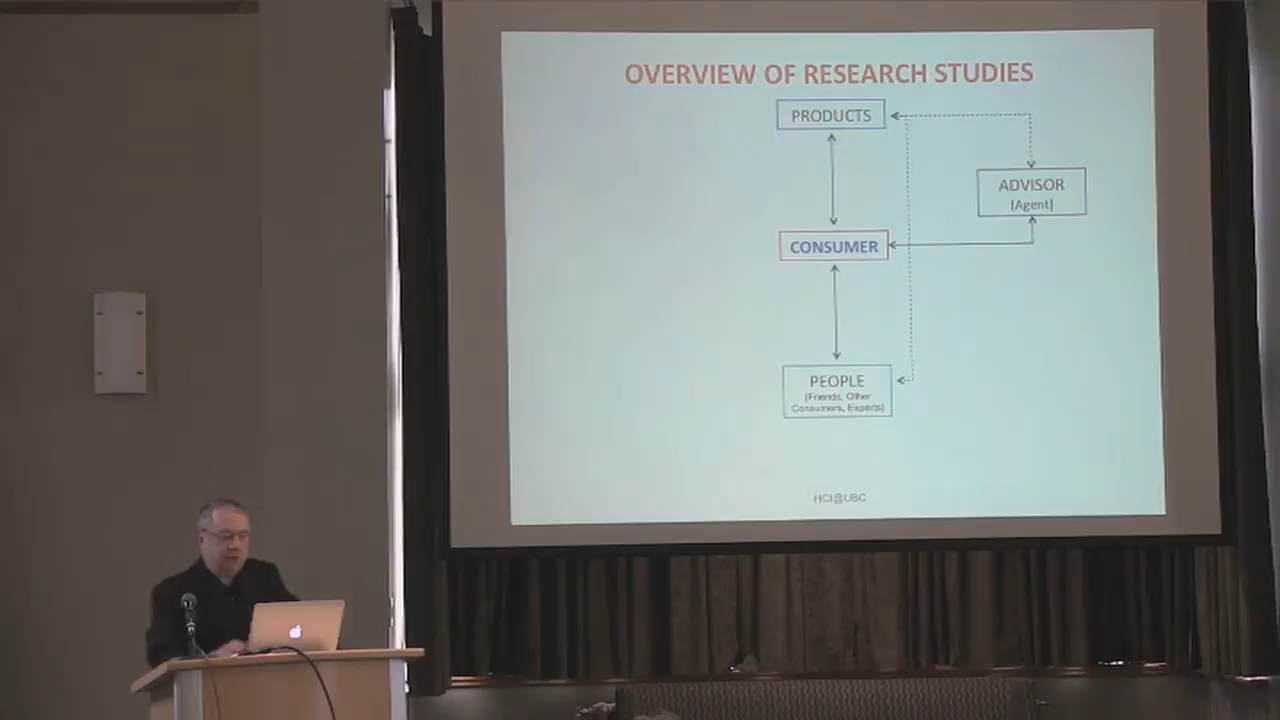 OVERVIEW OF RESEARCH STUDIES
PRODUCTS
ADVISOR
(Agent)
CONSUMER
PEOPLE
(Friends, Other
Consumers, Experts)
HCI@UBC